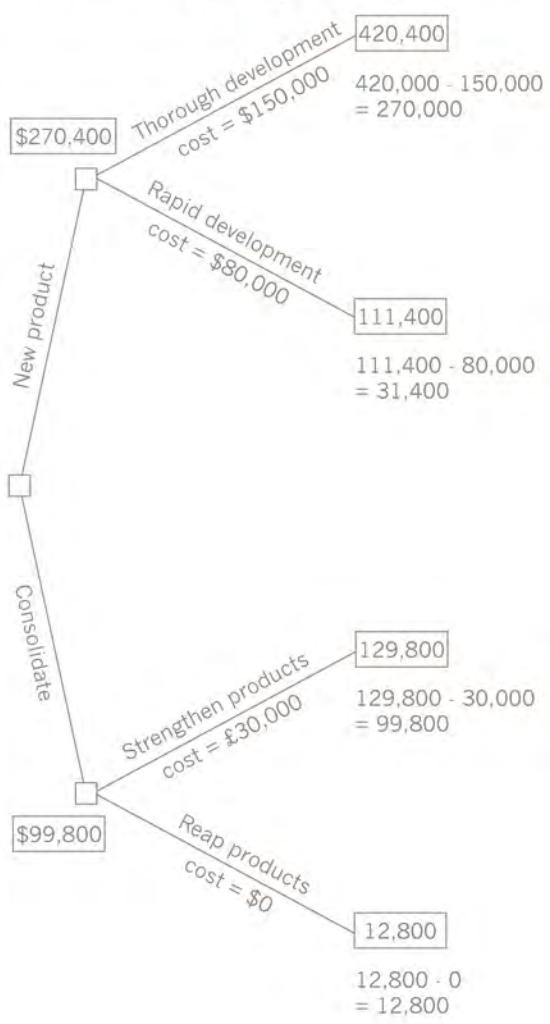 420,400
Thorough development
cost = $150,000
420,000 - 150.000
= 270,000
$270,400
Rapid development
cost = $80,000
New product
111,400
111,400 - 80,000
= 31,400
Consolidate
129,800
Strengthen products
cost = £30,000
129,800 - 30,000
= 99,800
$99,800
Reap products
cost = $0
12,800
12,800 - 0
= 12,800